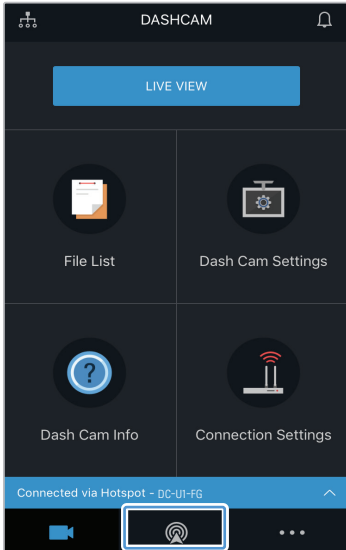 DASHCAM
LIVE VIEW
File List
Dash Cam Settings
?
Dash Cam Info
Connection Settings
Connected via Hotspot - DC-U1-FG